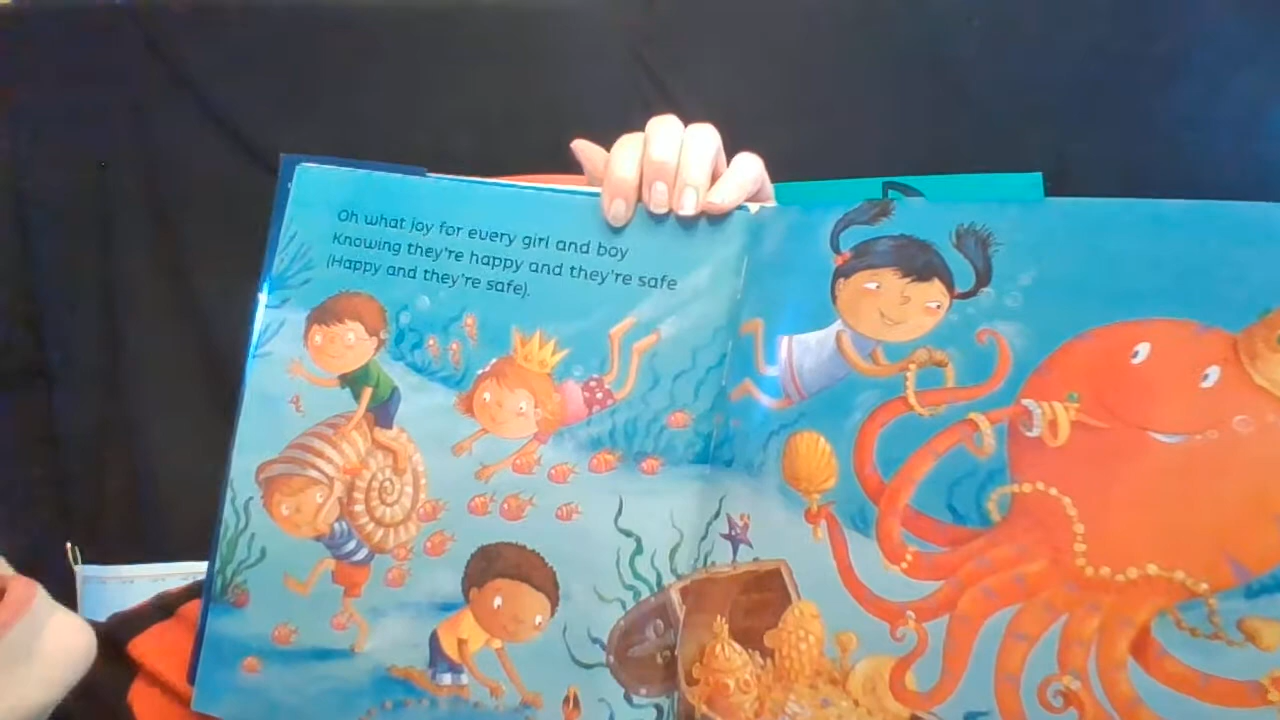 Oh what joy for every girl and boy
Knowing they're happy and they're safe
(Happy and they're safe).